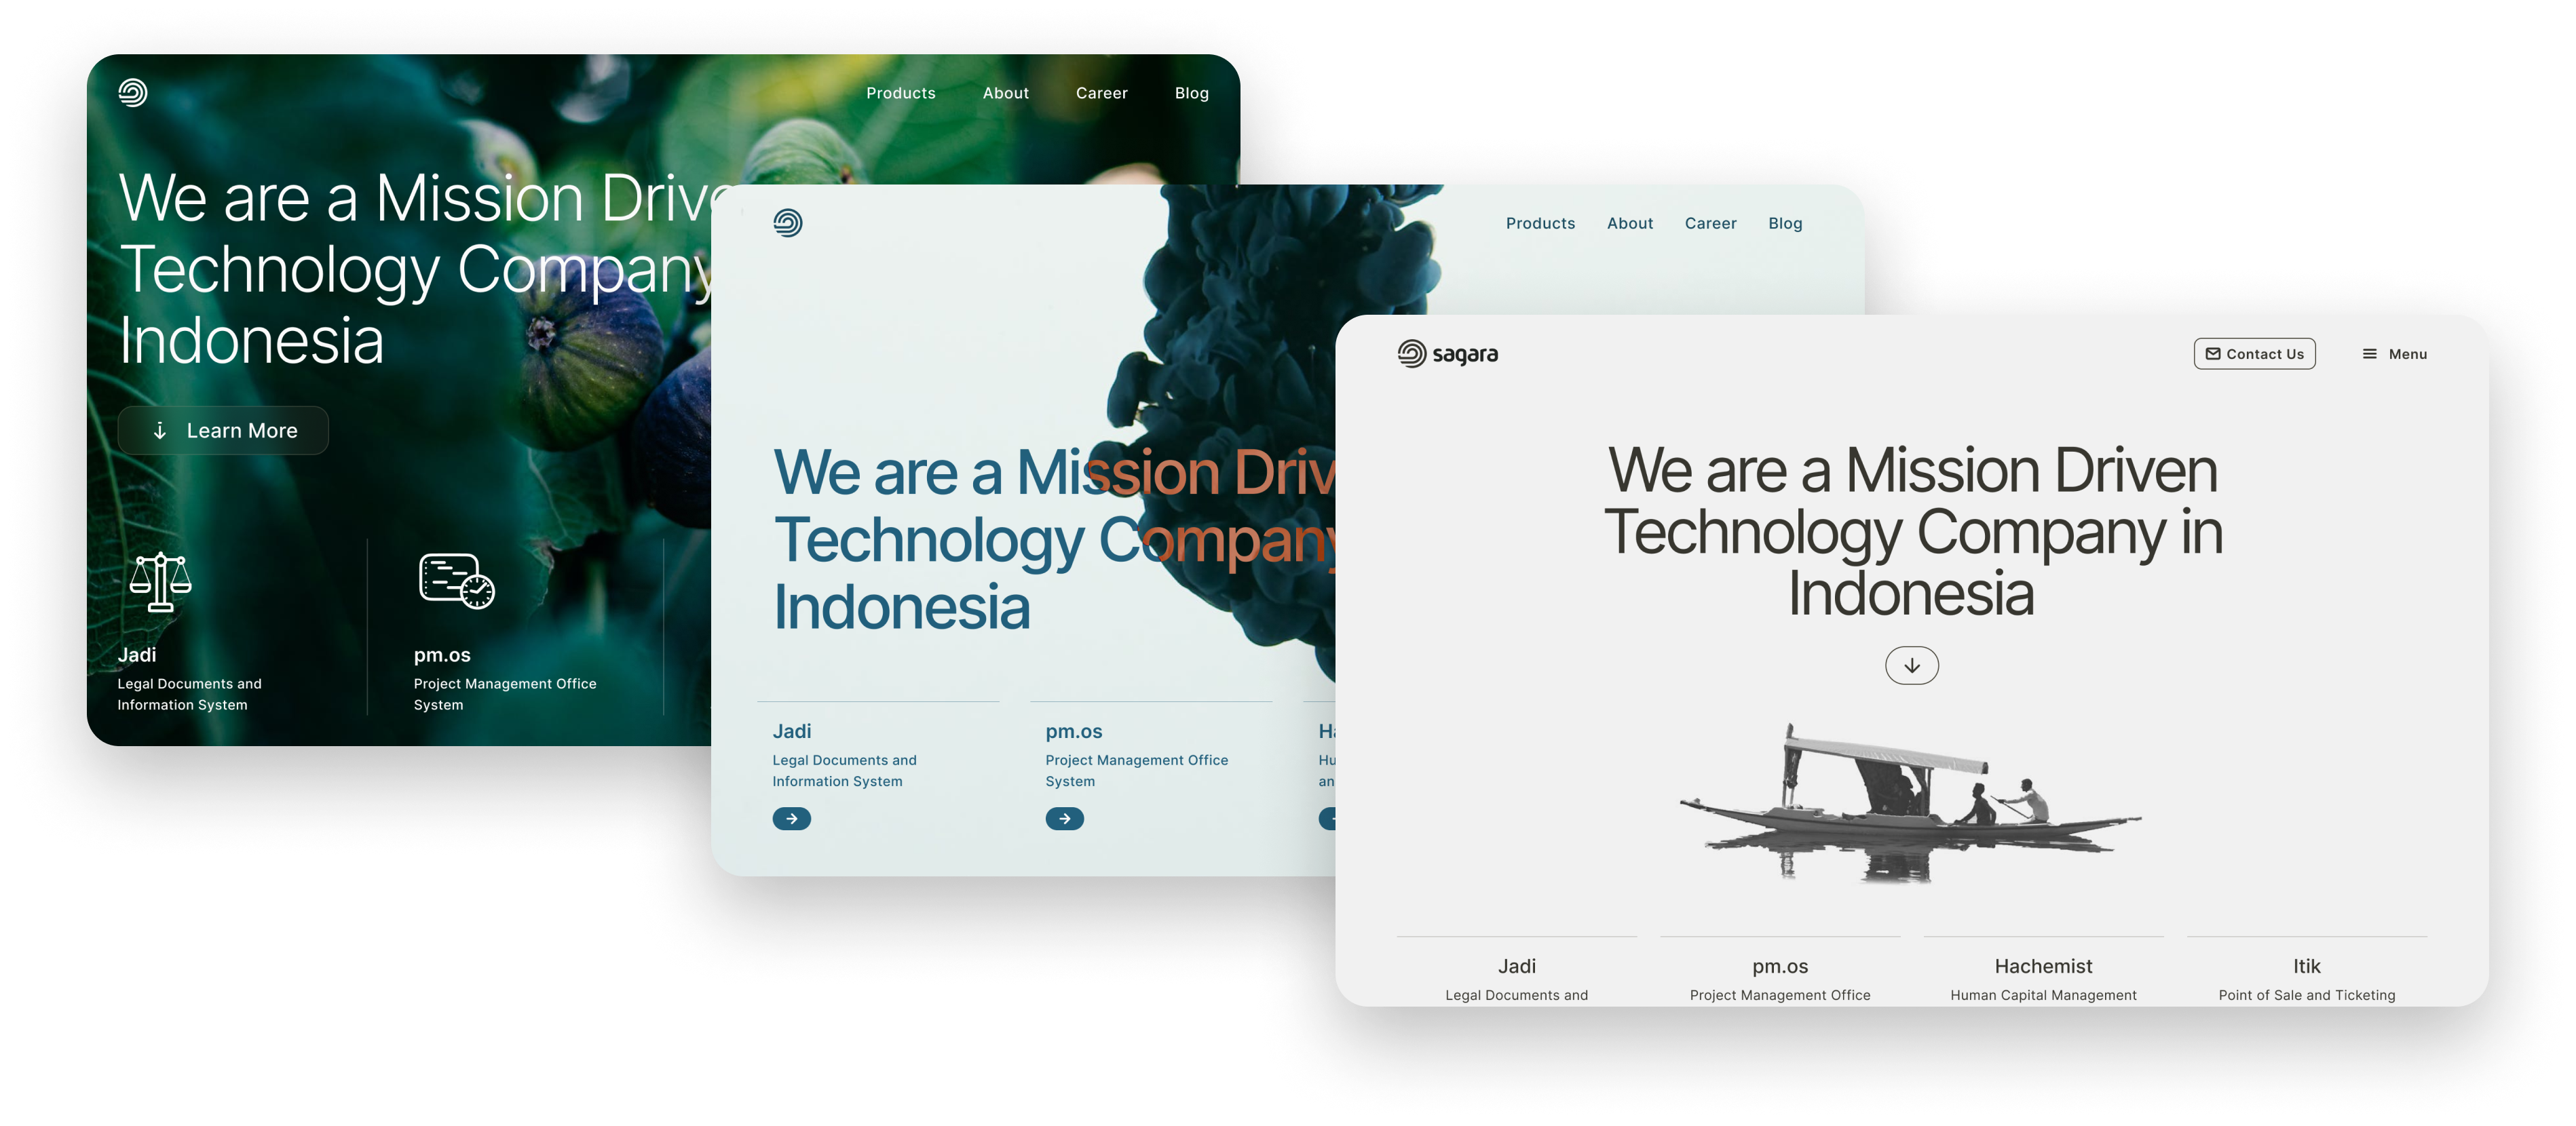 Products About Career Blog
We are a Mission Drive
Technology Company
Indonesia
Learn More
Jadi
Legal Documents and
Information System
pm.os
Project Management Office
System
Products About Career Blog
We are a Mission Driv
Technology Company
Indonesia
Jadi
Legal Documents and
Information System
pm.os
Project Management Office
System
sagara
Contact Us Menu
We are a Mission Driven
Technology Company in
Indonesia
Jadi
Legal Documents and
pm.os
Project Management Office
Hachemist
Human Capital Management
Itik
Point of Sale and Ticketing